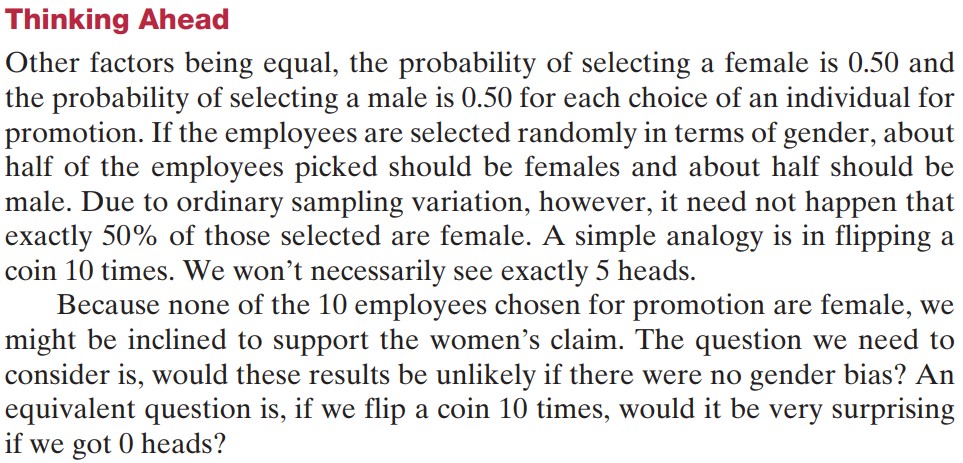 Thinking Ahead
Other factors being equal, the probability of selecting a female is 0.50 and
the probability of selecting a male is 0.50 for each choice of an individual for
promotion. If the employees are selected randomly in terms of gender, about
half of the employees picked should be females and about half should be
male. Due to ordinary sampling variation, however, it need not happen that
exactly 50% of those selected are female. A simple analogy is in flipping a
coin 10 times. We won’t necessarily see exactly 5 heads.
Because none of the 10 employees chosen for promotion are female, we
might be inclined to support the women’s claim. The question we need to
consider is, would these results be unlikely if there were no gender bias? An
equivalent question is, if we flip a coin 10 times, would it be very surprising
if we got 0 heads?